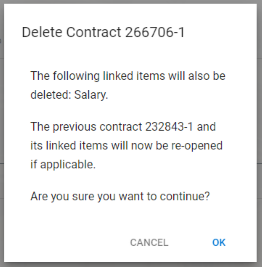 Delete Contract 266706-1
The following linked items will also be
deleted: Salary.
The previous contract 232843-1 and
its linked items will now be re-opened
if applicable.
Are you sure you want to continue?
CANCEL OK